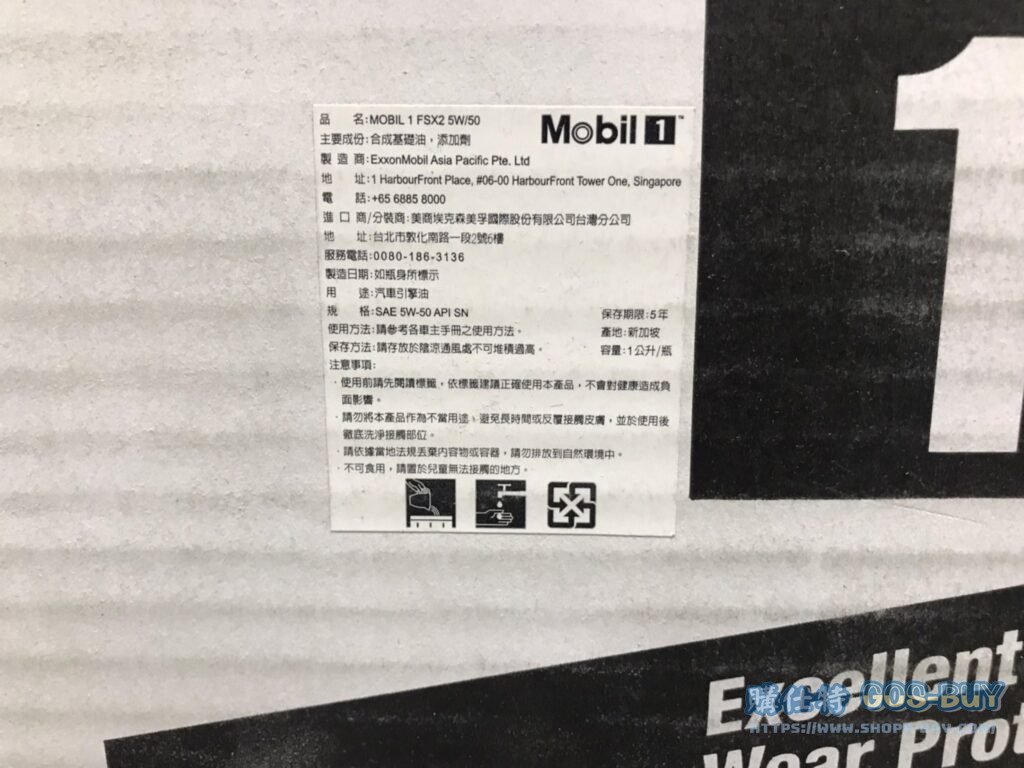 Mobil 1™
品 名:MOBIL 1 FSX2 5W/50
主要成份:合成基礎油，添加劑
製 造 商:ExxonMobil Asia Pacific Pte. Ltd
地 址:1 HarbourFront Place, #06-00 HarbourFront Tower One, Singapore
電 話:+65 6885 8000
進 口 商/分裝商:美商埃克森美孚國際股份有限公司台灣分公司
地 址:台北市敦化南路一段2號6樓
服務電話:0080-186-3136
製造日期:如瓶身所標示
用 途:汽車引擎油
規 格:SAE 5W-50 API SN 保存期限:5年
使用方法:請參考各車主手冊之使用方法。 產地:新加坡
保存方法:請存放於陰涼通風處不可堆積過高。 容量:1公升/瓶
注意事項:
·使用前請先閱讀標籤，依標籤建議正確使用本產品，不會對健康造成負
面影響。
·請勿將本產品作為不當用途、避免長時間或反覆接觸皮膚，並於使用後
徹底洗淨接觸部位。
·請依據當地法規丟棄內容物或容器，請勿排放到自然環境中。
·不可食用，請置於兒童無法接觸的地方。
1
Excellent
Wear Prot
購仕特 GOS-BUY